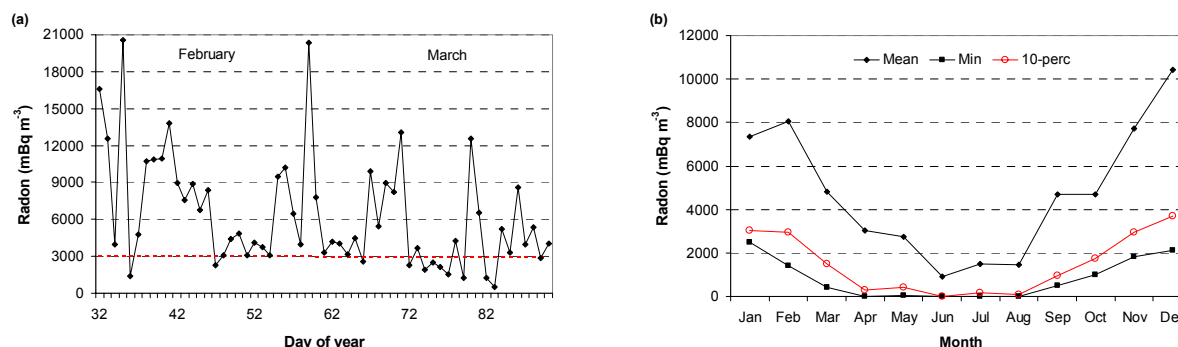 (a)
21000
18000
15000
12000
9000
6000
3000
0
Radon (mBq m⁻³)
February March
32 42 52 62 72 82
Day of year
(b)
12000
10000
8000
6000
4000
2000
0
Radon (mBq m⁻³)
Mean Min 10-perc
Jan Feb Mar Apr May Jun Jul Aug Sep Oct Nov De
Month